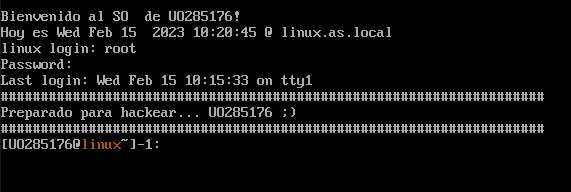 Bienvenido al SO  de UO285176!
Hoy es Wed Feb 15  2023 10:20:45 @ linux.as.local
linux login: root
Password:
Last login: Wed Feb 15 10:15:33 on tty1
####################################################################
Preparado para hackear... UO285176 ;)
####################################################################
[UO285176@linux~]-1: